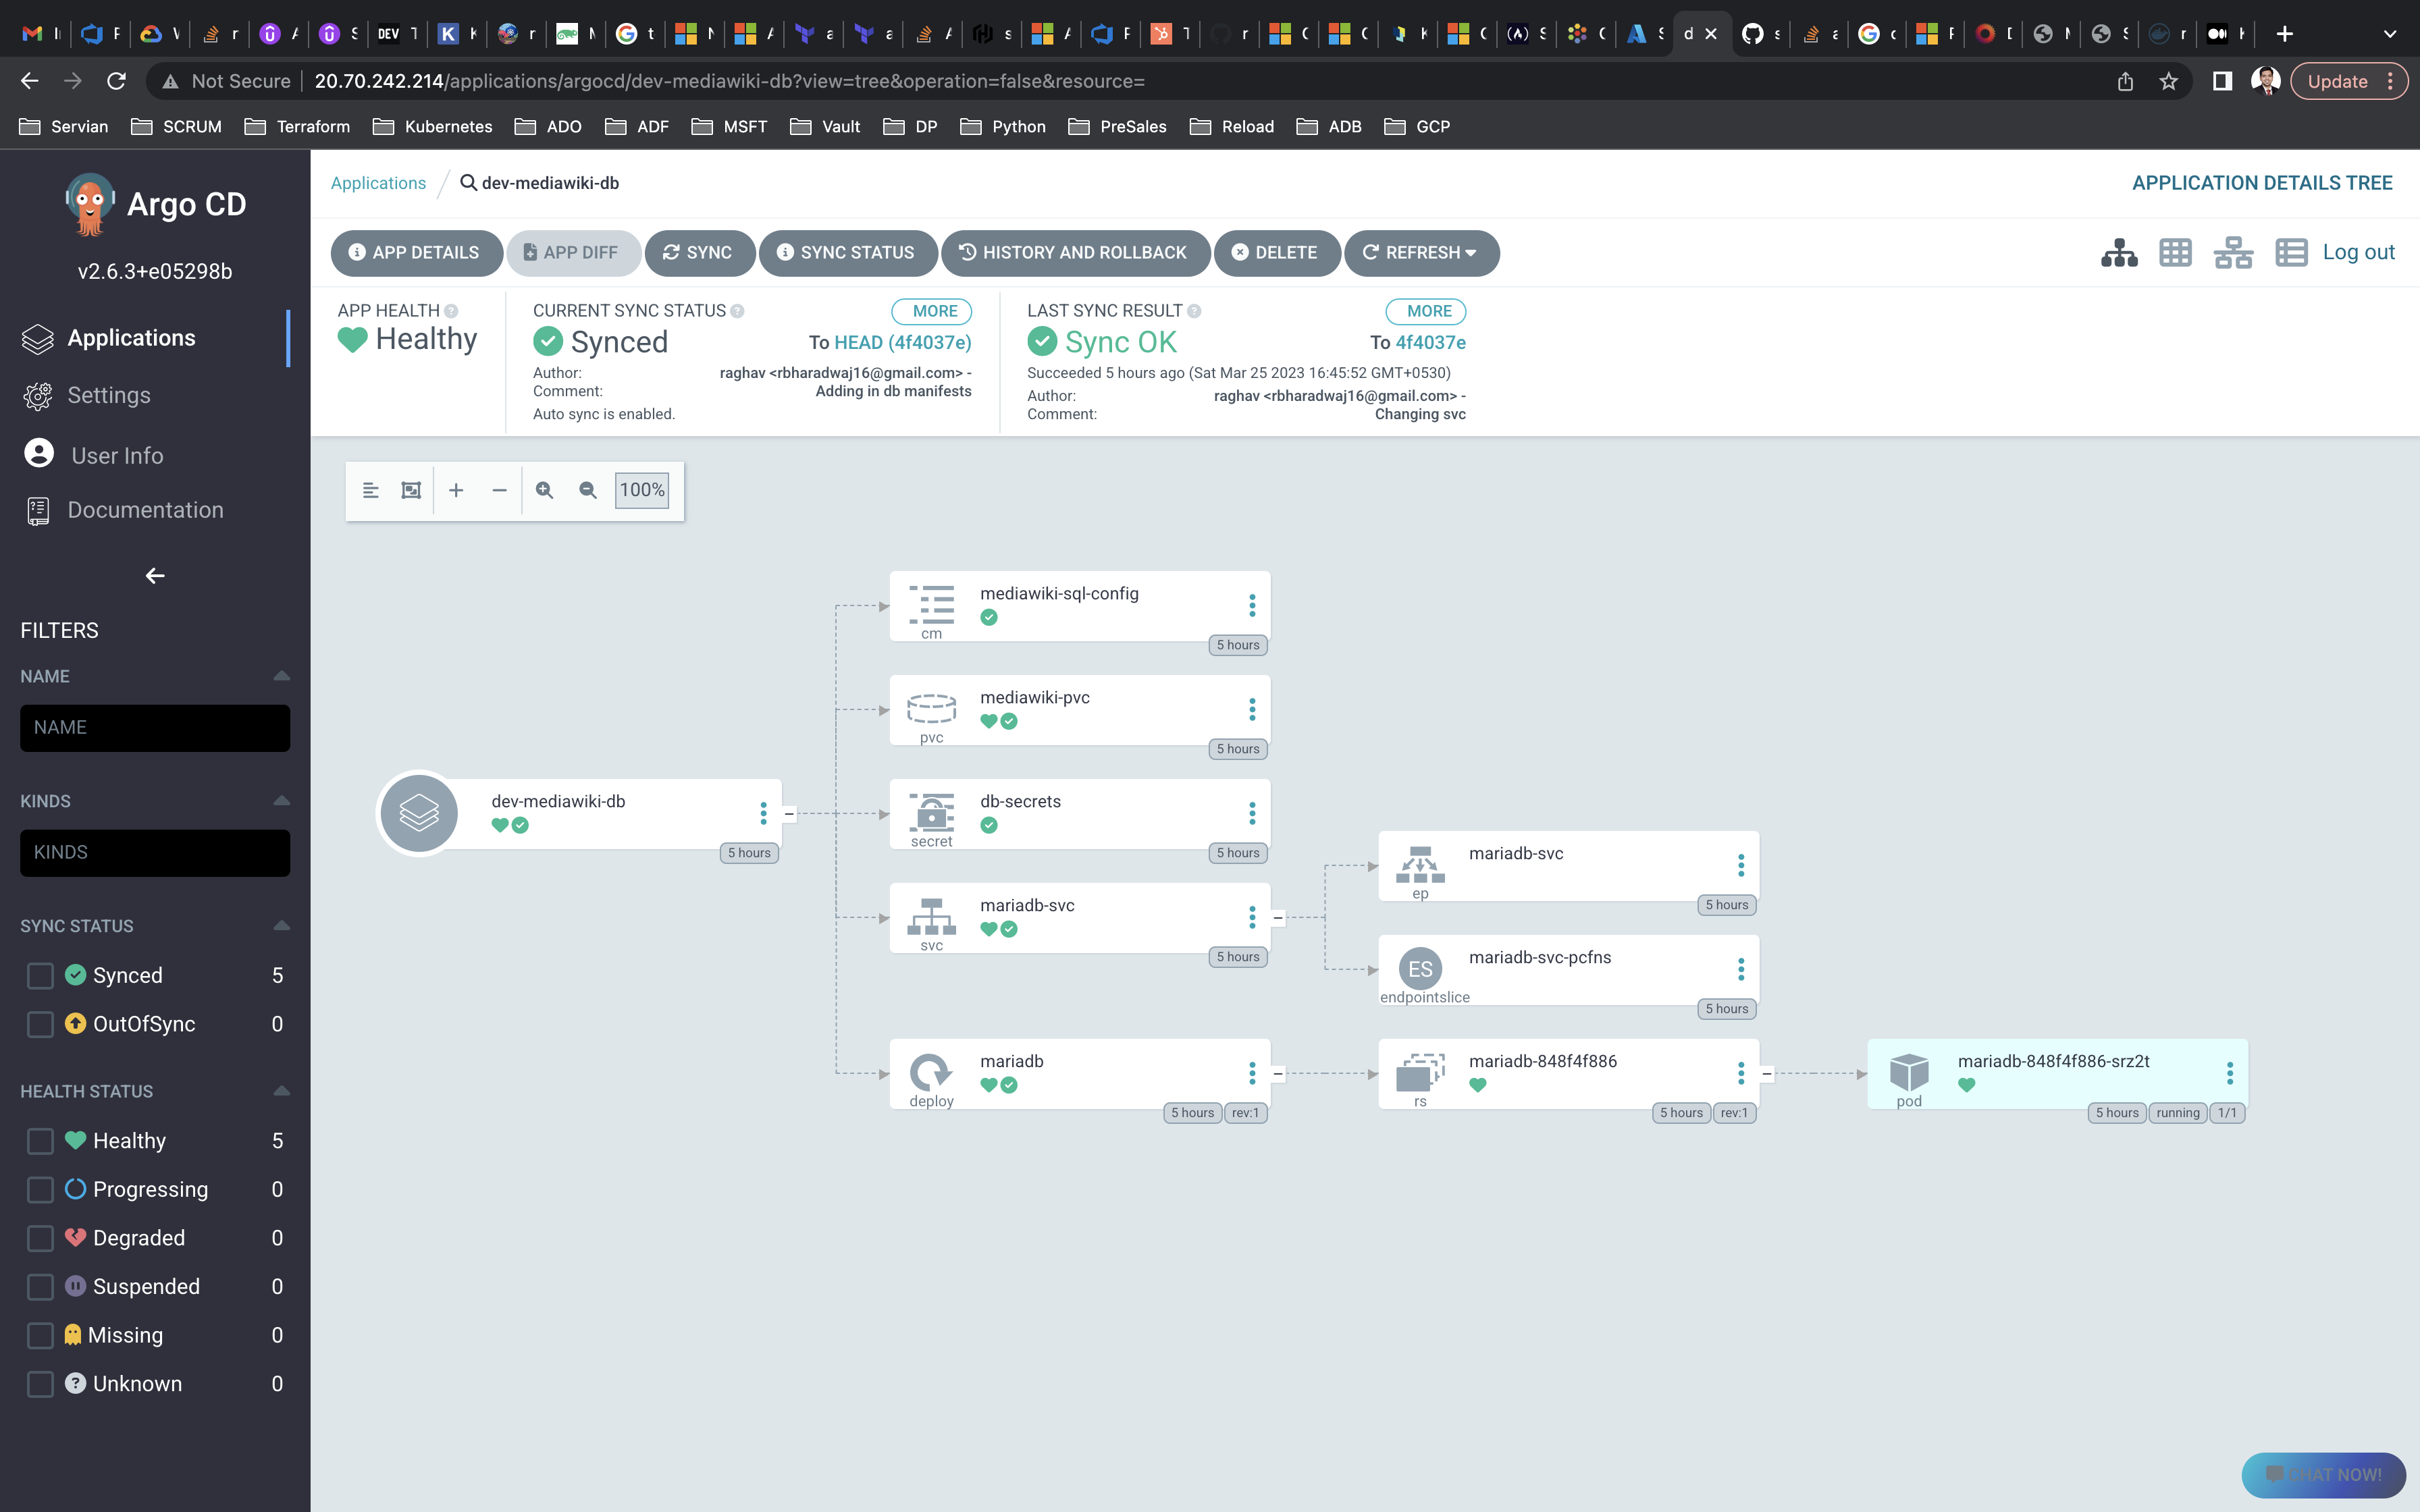 DEV
Not Secure 20.70.242.214/applications/argocd/dev-mediawiki-db?view=tree&operation=false&resource=
Update
Servian SCRUM Terraform Kubernetes ADO ADF MSFT Vault DP Python PreSales Reload ADB GCP
Argo CD
v2.6.3+e05298b
Applications
Settings
User Info
Documentation
FILTERS
NAME
NAME
KINDS
KINDS
SYNC STATUS
Synced 5
OutOfSync 0
HEALTH STATUS
Healthy 5
Progressing 0
Degraded 0
Suspended 0
Missing 0
Unknown 0
Applications / dev-mediawiki-db
APPLICATION DETAILS TREE
APP DETAILS APP DIFF SYNC SYNC STATUS HISTORY AND ROLLBACK DELETE REFRESH
Log out
APP HEALTH
Healthy
CURRENT SYNC STATUS MORE
Synced To HEAD (4f4037e)
Author: raghav <rbharadwaj16@gmail.com> -
Comment: Adding in db manifests
Auto sync is enabled.
LAST SYNC RESULT MORE
Sync OK To 4f4037e
Succeeded 5 hours ago (Sat Mar 25 2023 16:45:52 GMT+0530)
Author: raghav <rbharadwaj16@gmail.com> -
Comment: Changing svc
100%
dev-mediawiki-db
5 hours
mediawiki-sql-config
cm
5 hours
mediawiki-pvc
pvc
5 hours
db-secrets
secret
5 hours
mariadb-svc
svc
5 hours
mariadb-svc
ep
5 hours
ES
mariadb-svc-pcfns
endpointslice
5 hours
mariadb
deploy
5 hours rev:1
mariadb-848f4f886
rs
5 hours rev:1
mariadb-848f4f886-srz2t
pod
5 hours running 1/1
CHAT NOW!